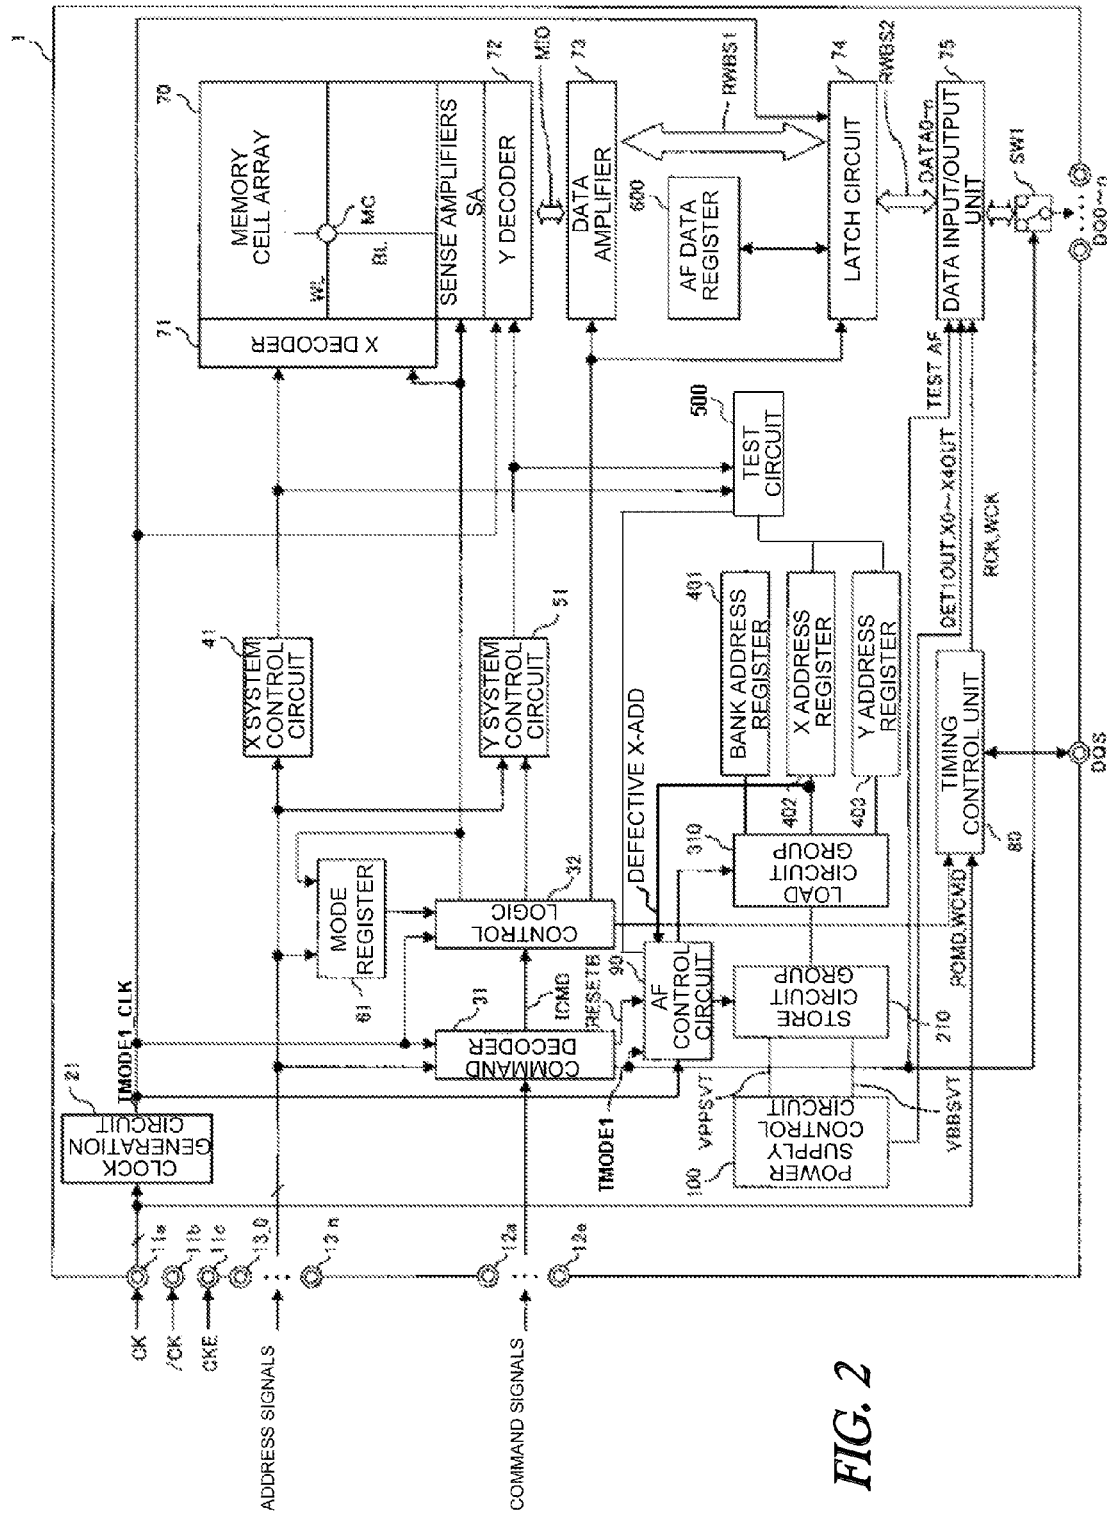 1
TMODE1 CLK
21
CLOCK
GENERATION
CIRCUIT
CK
/CK
CKE
11a
11b
11c
13_0
13_n
ADDRESS SIGNALS
COMMAND SIGNALS
12a
12e
61
MODE
REGISTER
41
X SYSTEM
CONTROL
CIRCUIT
51
Y SYSTEM
CONTROL
CIRCUIT
31
COMMAND
DECODER
ICMD
32
CONTROL
LOGIC
70
MEMORY
CELL ARRAY
MC
WL
BL
71
X DECODER
SENSE AMPLIFIERS
SA
72
Y DECODER
MIO
73
DATA
AMPLIFIER
RWBS1
600
AF DATA
REGISTER
74
LATCH CIRCUIT
RWBS2
DATA0~n
75
DATA INPUT/OUTPUT
UNIT
SW1
DQ0~n
TEST AF
DET1OUT,X0~X4OUT
RCK,WCK
500
TEST
CIRCUIT
401
BANK ADDRESS
REGISTER
402
X ADDRESS
REGISTER
403
Y ADDRESS
REGISTER
DEFECTIVE X-ADD
310
LOAD
CIRCUIT
GROUP
RESETB
90
AF
CONTROL
CIRCUIT
TMODE1
210
STORE
CIRCUIT
GROUP
VPPSVT
VBBSVT
100
POWER
SUPPLY
CONTROL
CIRCUIT
RCMD,WCMD
80
TIMING
CONTROL UNIT
DQS
FIG. 2